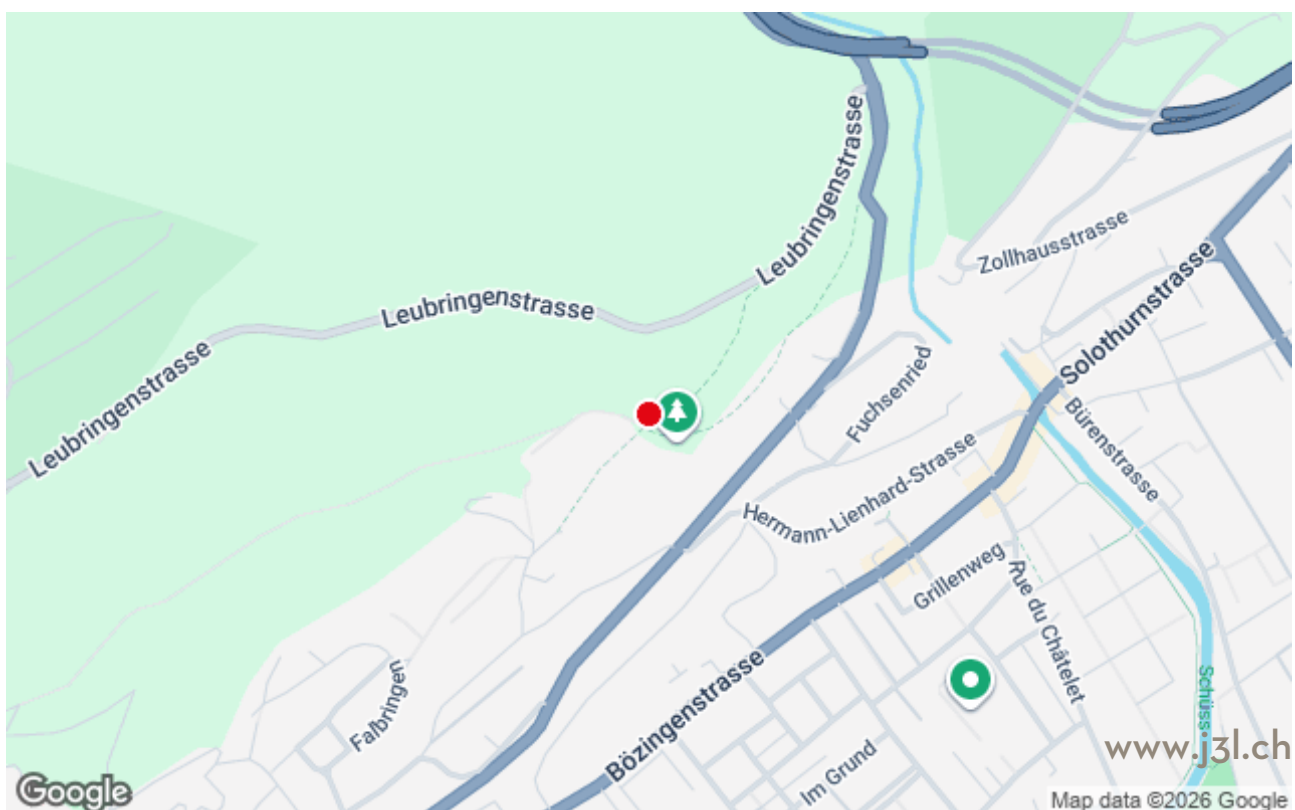 Leubringenstrasse
Zollhausstrasse
Solothurnstrasse
Leubringenstrasse
Leubringenstrasse
Fuchsenried
Bürenstrasse
Hermann-Lienhard-Strasse
Grillenweg
Rue du Châtelet
Falbringen
Bözingenstrasse
Schüss
Im Grund
www.j3l.ch
Google
Map data ©2026 Google